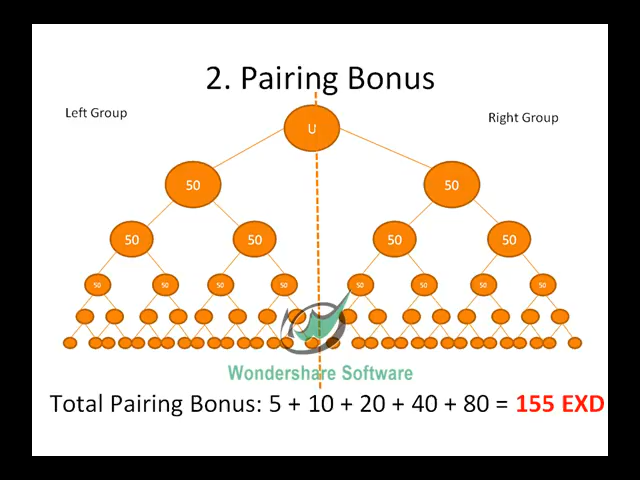 2. Pairing Bonus
Left Group
Right Group
U
50 50
50 50 50 50
50 50 50 50 50 50 50 50
Wondershare Software
Total Pairing Bonus: 5 + 10 + 20 + 40 + 80 = 155 EXD